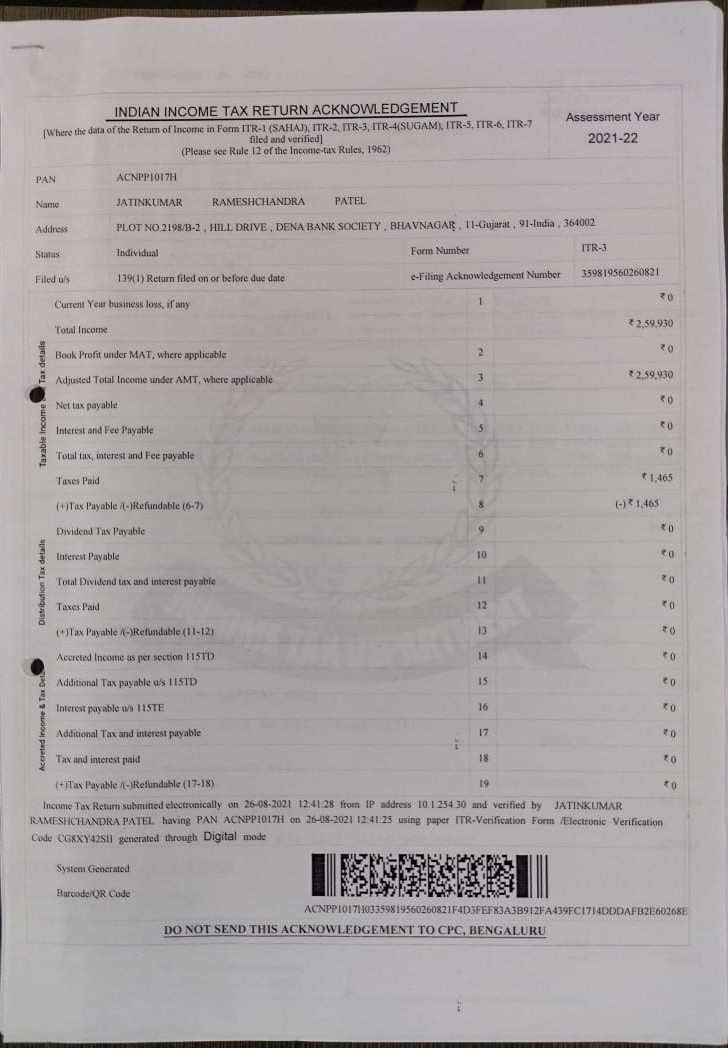 INDIAN INCOME TAX RETURN ACKNOWLEDGEMENT
[Where the data of the Return of Income in Form ITR-1 (SAHAJ), ITR-2, ITR-3, ITR-4(SUGAM), ITR-5, ITR-6, ITR-7
filed and verified]
(Please see Rule 12 of the Income-tax Rules, 1962)
Assessment Year
2021-22
PAN ACNPP1017H
Name JATINKUMAR RAMESHCHANDRA PATEL
Address PLOT NO.2198/B-2 , HILL DRIVE , DENA BANK SOCIETY , BHAVNAGAR , 11-Gujarat , 91-India , 364002
Status Individual Form Number ITR-3
Filed u/s 139(1) Return filed on or before due date e-Filing Acknowledgement Number 359819560260821
Taxable Income Tax details
Current Year business loss, if any 1 ₹ 0
Total Income ₹ 2,59,930
Book Profit under MAT, where applicable 2 ₹ 0
Adjusted Total Income under AMT, where applicable 3 ₹ 2,59,930
Net tax payable 4 ₹ 0
Interest and Fee Payable 5 ₹ 0
Total tax, interest and Fee payable 6 ₹ 0
Taxes Paid 7 ₹ 1,465
(+)Tax Payable /(-)Refundable (6-7) 8 (-) ₹ 1,465
Distribution Tax details
Dividend Tax Payable 9 ₹ 0
Interest Payable 10 ₹ 0
Total Dividend tax and interest payable 11 ₹ 0
Taxes Paid 12 ₹ 0
(+)Tax Payable /(-)Refundable (11-12) 13 ₹ 0
Accreted Income & Tax
Accreted Income as per section 115TD 14 ₹ 0
Additional Tax payable u/s 115TD 15 ₹ 0
Interest payable u/s 115TE 16 ₹ 0
Additional Tax and interest payable 17 ₹ 0
Tax and interest paid 18 ₹ 0
(+)Tax Payable /(-)Refundable (17-18) 19 ₹ 0
INCOME TAX DEPARTMENT
Income Tax Return submitted electronically on 26-08-2021 12:41:28 from IP address 10.1.254.30 and verified by JATINKUMAR
RAMESHCHANDRA PATEL having PAN ACNPP1017H on 26-08-2021 12:41:25 using paper ITR-Verification Form /Electronic Verification
Code generated through Digital mode
System Generated
Barcode/QR Code
ACNPP1017H03359819560260821F4D3FEF83A3B912FA439FC1714DDDAFB2E60268E
DO NOT SEND THIS ACKNOWLEDGEMENT TO CPC, BENGALURU